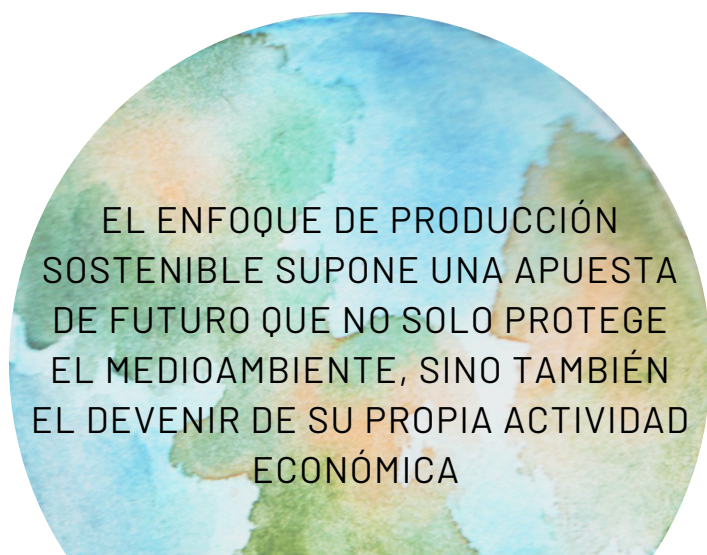 EL ENFOQUE DE PRODUCCIÓN
SOSTENIBLE SUPONE UNA APUESTA
DE FUTURO QUE NO SOLO PROTEGE
EL MEDIOAMBIENTE, SINO TAMBIÉN
EL DEVENIR DE SU PROPIA ACTIVIDAD
ECONÓMICA